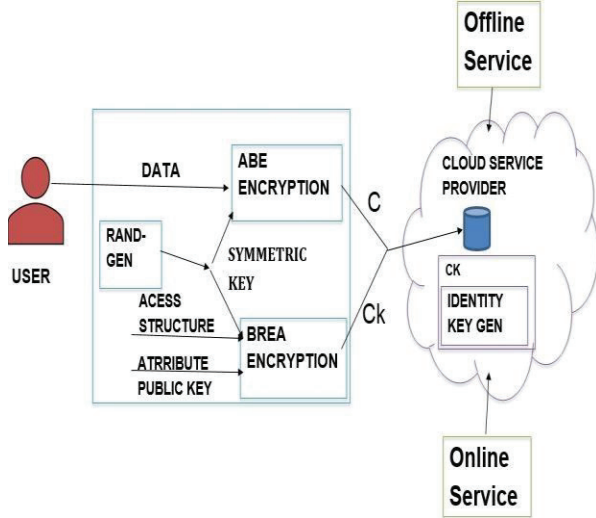 Offline
Service
CLOUD SERVICE
PROVIDER
DATA
ABE
ENCRYPTION
C
RAND-
GEN
SYMMETRIC
KEY
USER
CK
IDENTITY
KEY GEN
ACESS
STRUCTURE
Ck
BREA
ENCRYPTION
ATRRIBUTE
PUBLIC KEY
Online
Service